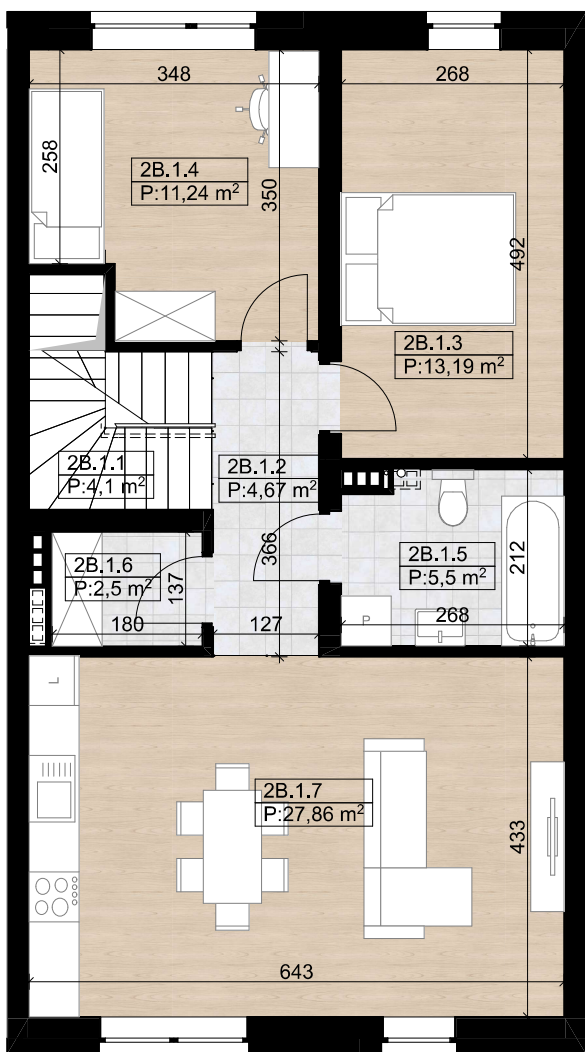 348
268
258
2B.1.4
P:11,24 m²
350
492
2B.1.3
P:13,19 m²
2B.1.1
P:4,1 m²
2B.1.2
P:4,67 m²
366
2B.1.5
P:5,5 m²
212
2B.1.6
P:2,5 m²
137
180
127
P
268
L
2B.1.7
P:27,86 m²
433
643